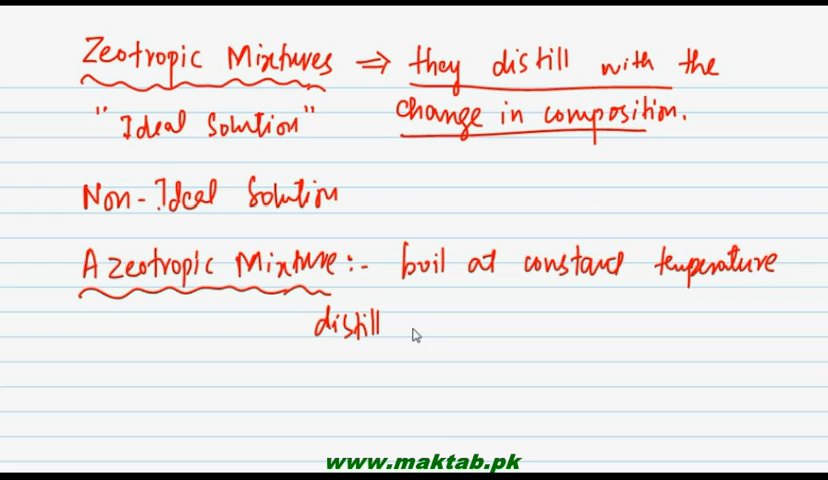 Zeotropic Mixtures ⇒ they distill with the
"Ideal Solution" change in composition.
Non-Ideal Solution
Azeotropic Mixture:- boil at constant temperature
distill
www.maktab.pk